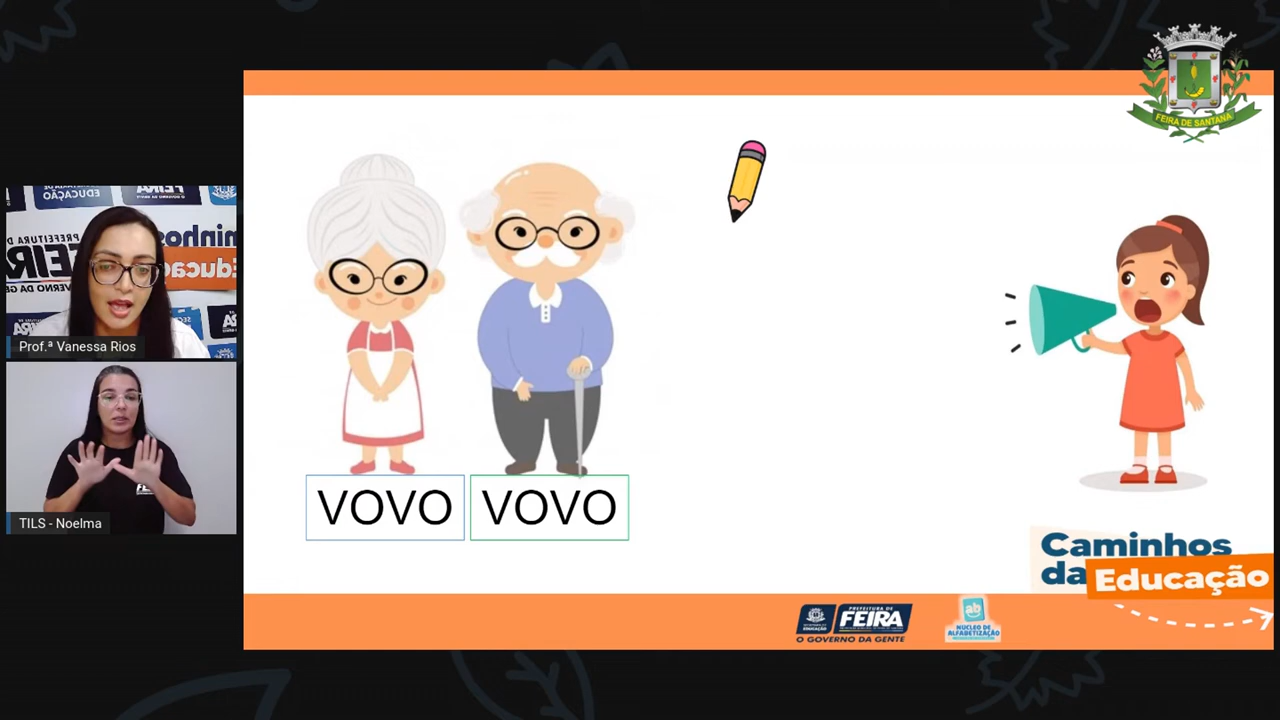 FEIRA DE SANTANA
EDUCAÇÃO
FEIRA
Prof.ª Vanessa Rios
TILS - Noelma
VOVO
VOVO
Caminhos
da Educação
PREFEITURA DE
FEIRA
O GOVERNO DA GENTE
EDUCAÇÃO
ab
NÚCLEO DE
ALFABETIZAÇÃO